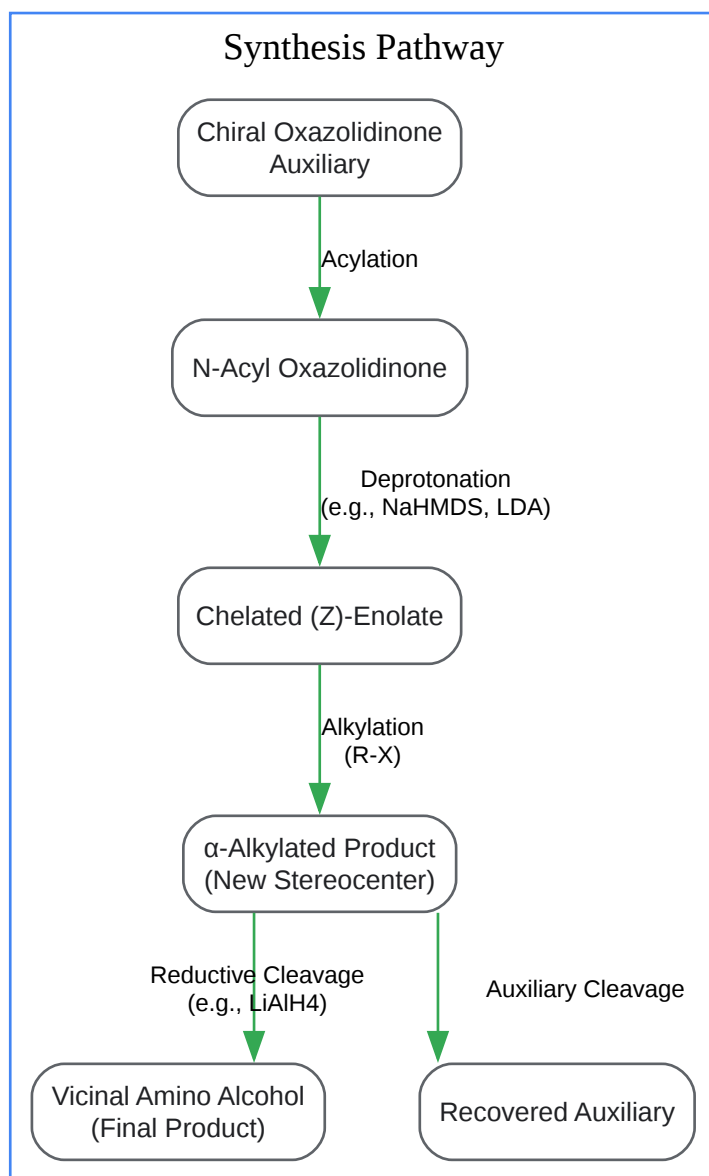 Synthesis Pathway
Chiral Oxazolidinone
Auxiliary
Acylation
N-Acyl Oxazolidinone
Deprotonation
(e.g., NaHMDS, LDA)
Chelated (Z)-Enolate
Alkylation
(R-X)
α-Alkylated Product
(New Stereocenter)
Reductive Cleavage
(e.g., LiAlH4)
Auxiliary Cleavage
Vicinal Amino Alcohol
(Final Product)
Recovered Auxiliary